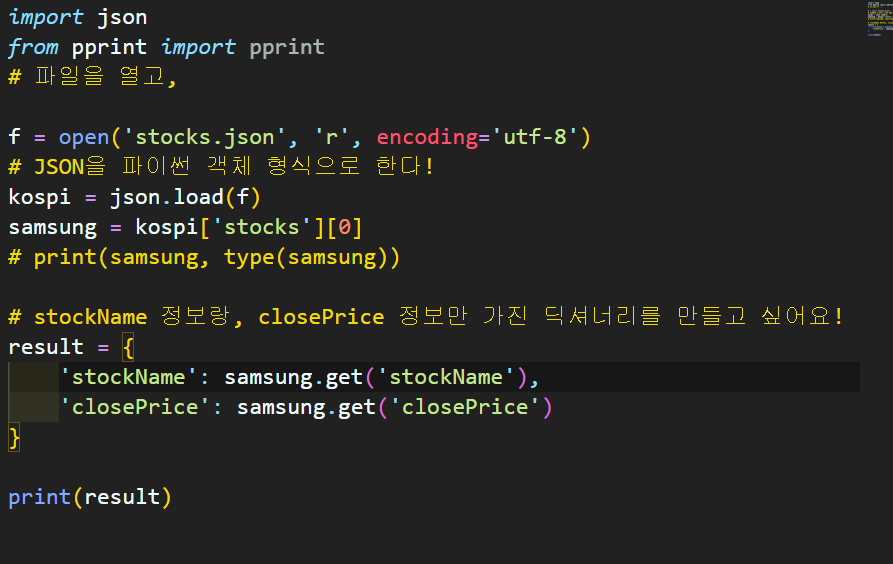 import json
from pprint import pprint
# 파일을 열고,
f = open('stocks.json', 'r', encoding='utf-8')
# JSON을 파이썬 객체 형식으로 한다!
kospi = json.load(f)
samsung = kospi['stocks'][0]
# print(samsung, type(samsung))
# stockName 정보랑, closePrice 정보만 가진 딕셔너리를 만들고 싶어요!
result = {
    'stockName': samsung.get('stockName'),
    'closePrice': samsung.get('closePrice')
}
print(result)